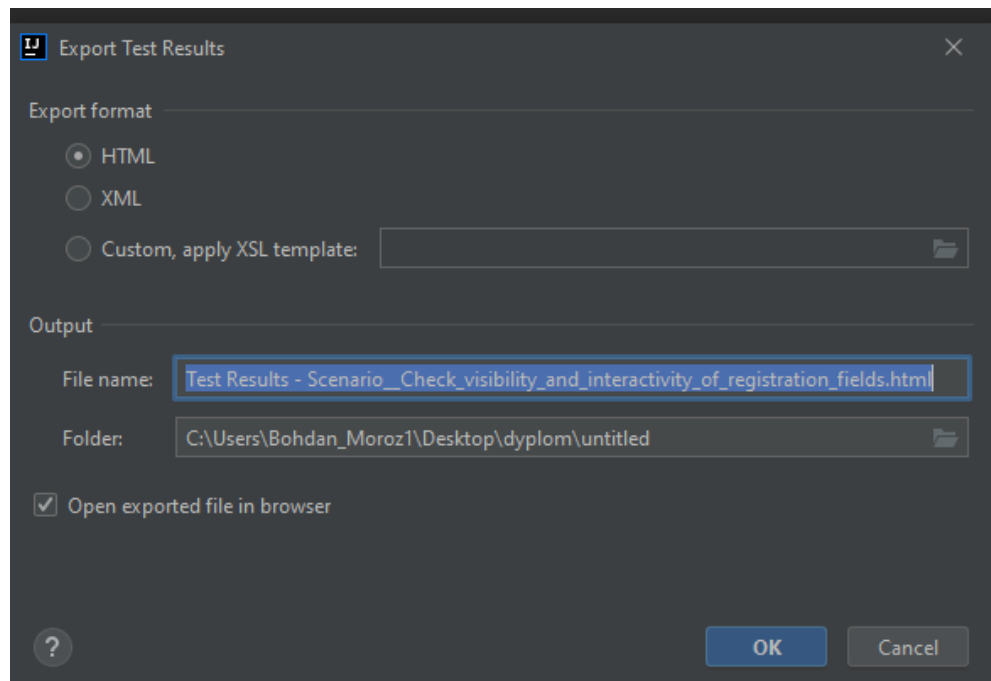 IJ Export Test Results
Export format
HTML
XML
Custom, apply XSL template:
Output
File name: Test Results - Scenario__Check_visibility_and_interactivity_of_registration_fields.html
Folder: C:\Users\Bohdan_Moroz1\Desktop\dyplom\untitled
Open exported file in browser
? OK Cancel